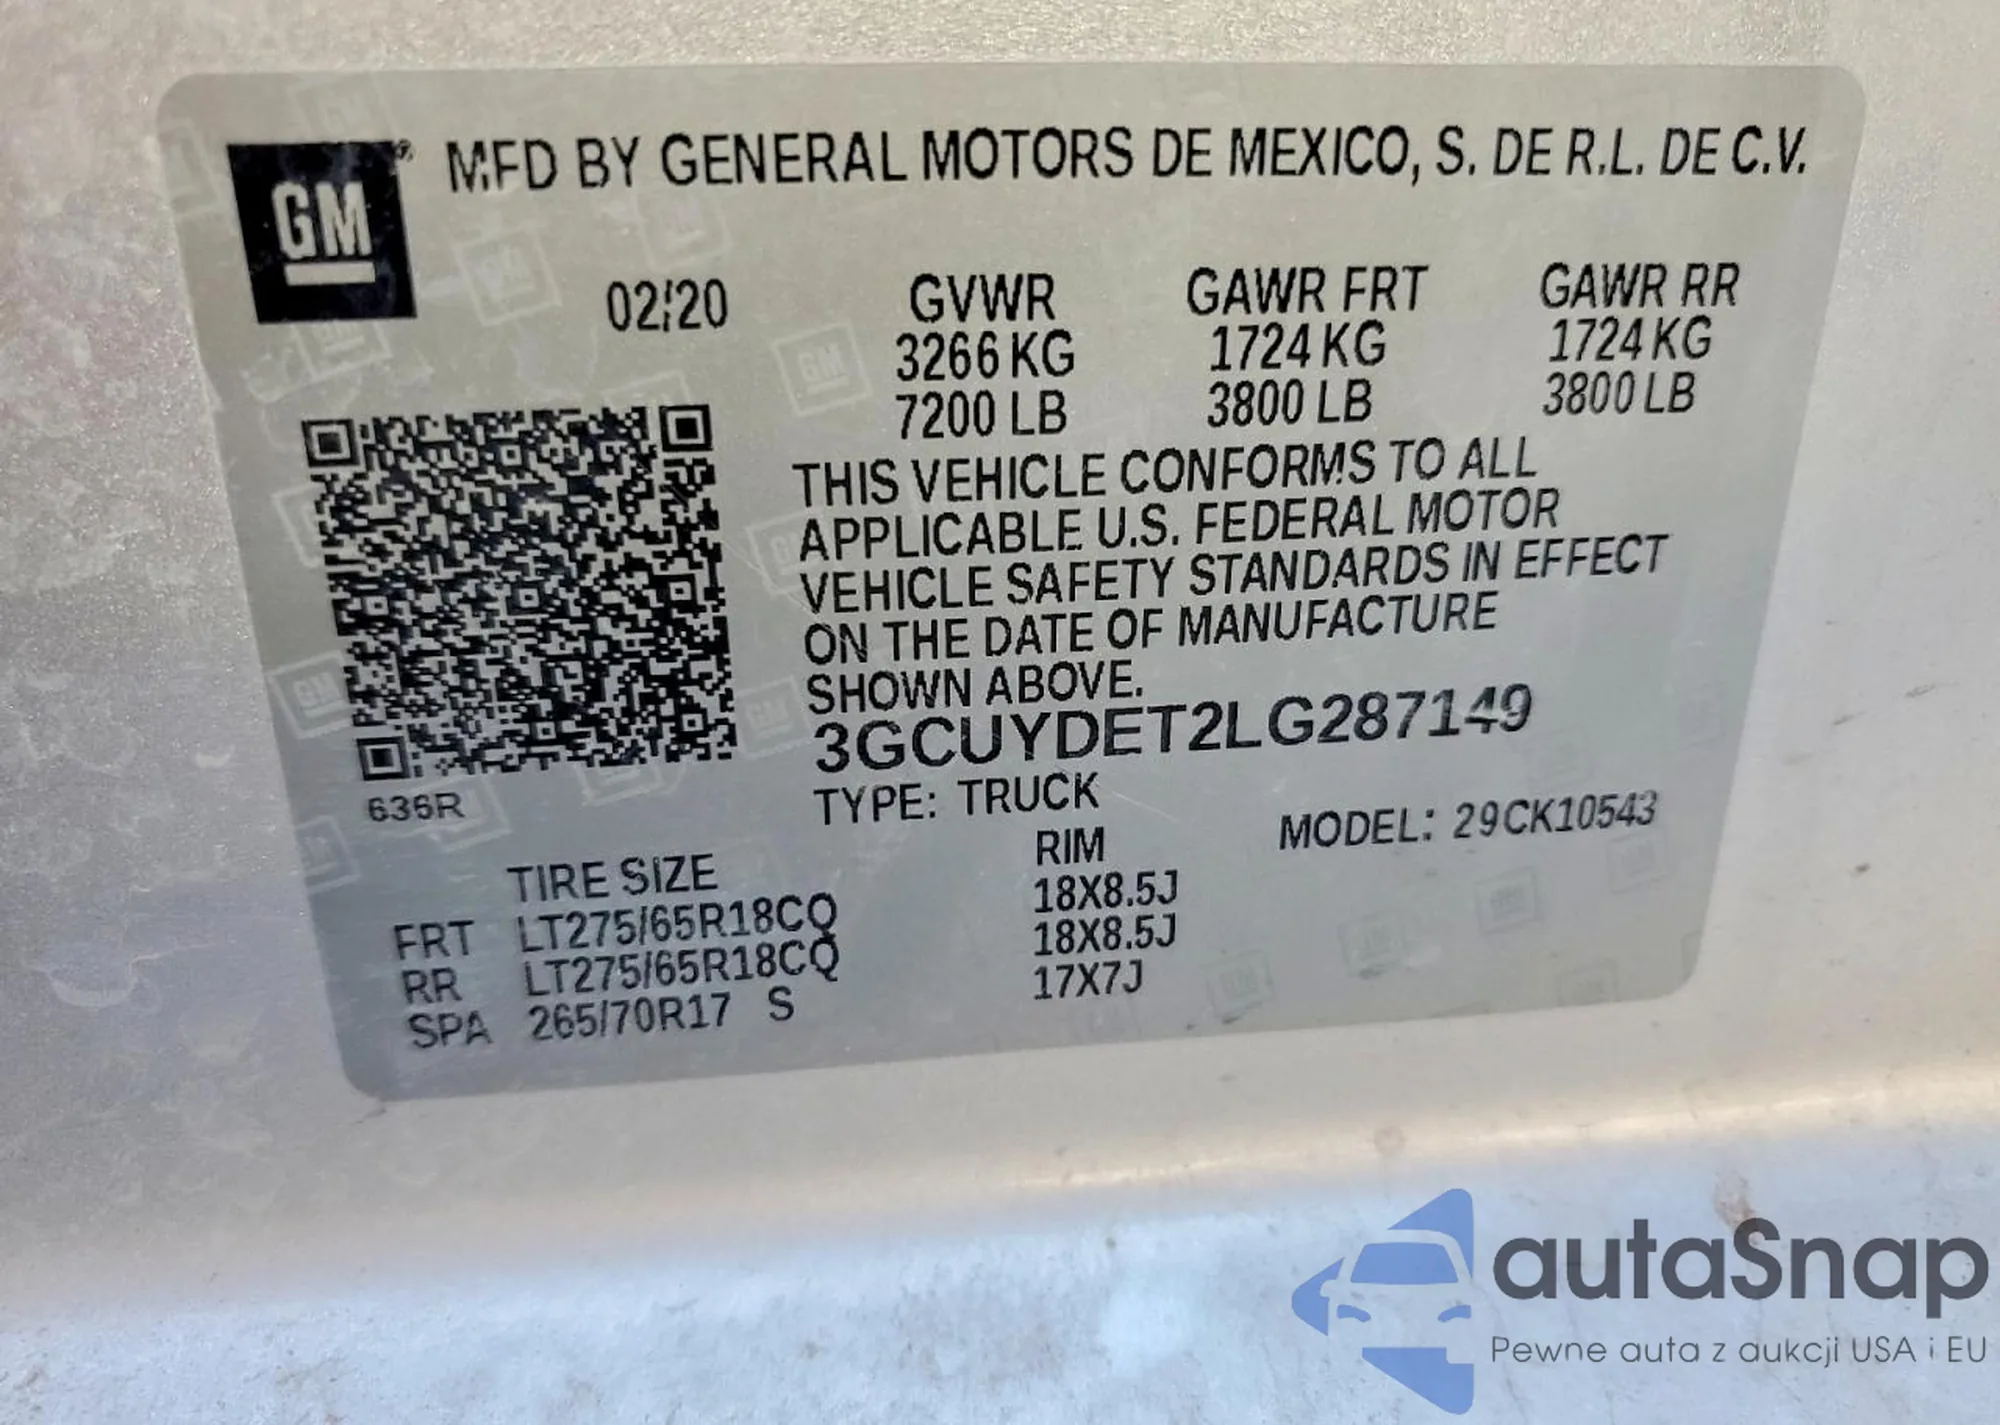 GM MFD BY GENERAL MOTORS DE MEXICO, S. DE R.L. DE C.V.
02/20 GVWR GAWR FRT GAWR RR
3266 KG 1724 KG 1724 KG
7200 LB 3800 LB 3800 LB
THIS VEHICLE CONFORMS TO ALL
APPLICABLE U.S. FEDERAL MOTOR
VEHICLE SAFETY STANDARDS IN EFFECT
ON THE DATE OF MANUFACTURE
SHOWN ABOVE.
3GCUYDET2LG287149
636R
TYPE: TRUCK MODEL: 29CK10543
TIRE SIZE RIM
FRT LT275/65R18CQ 18X8.5J
RR LT275/65R18CQ 18X8.5J
SPA 265/70R17 S 17X7J
autaSnap
Pewne auta z aukcji USA i EU